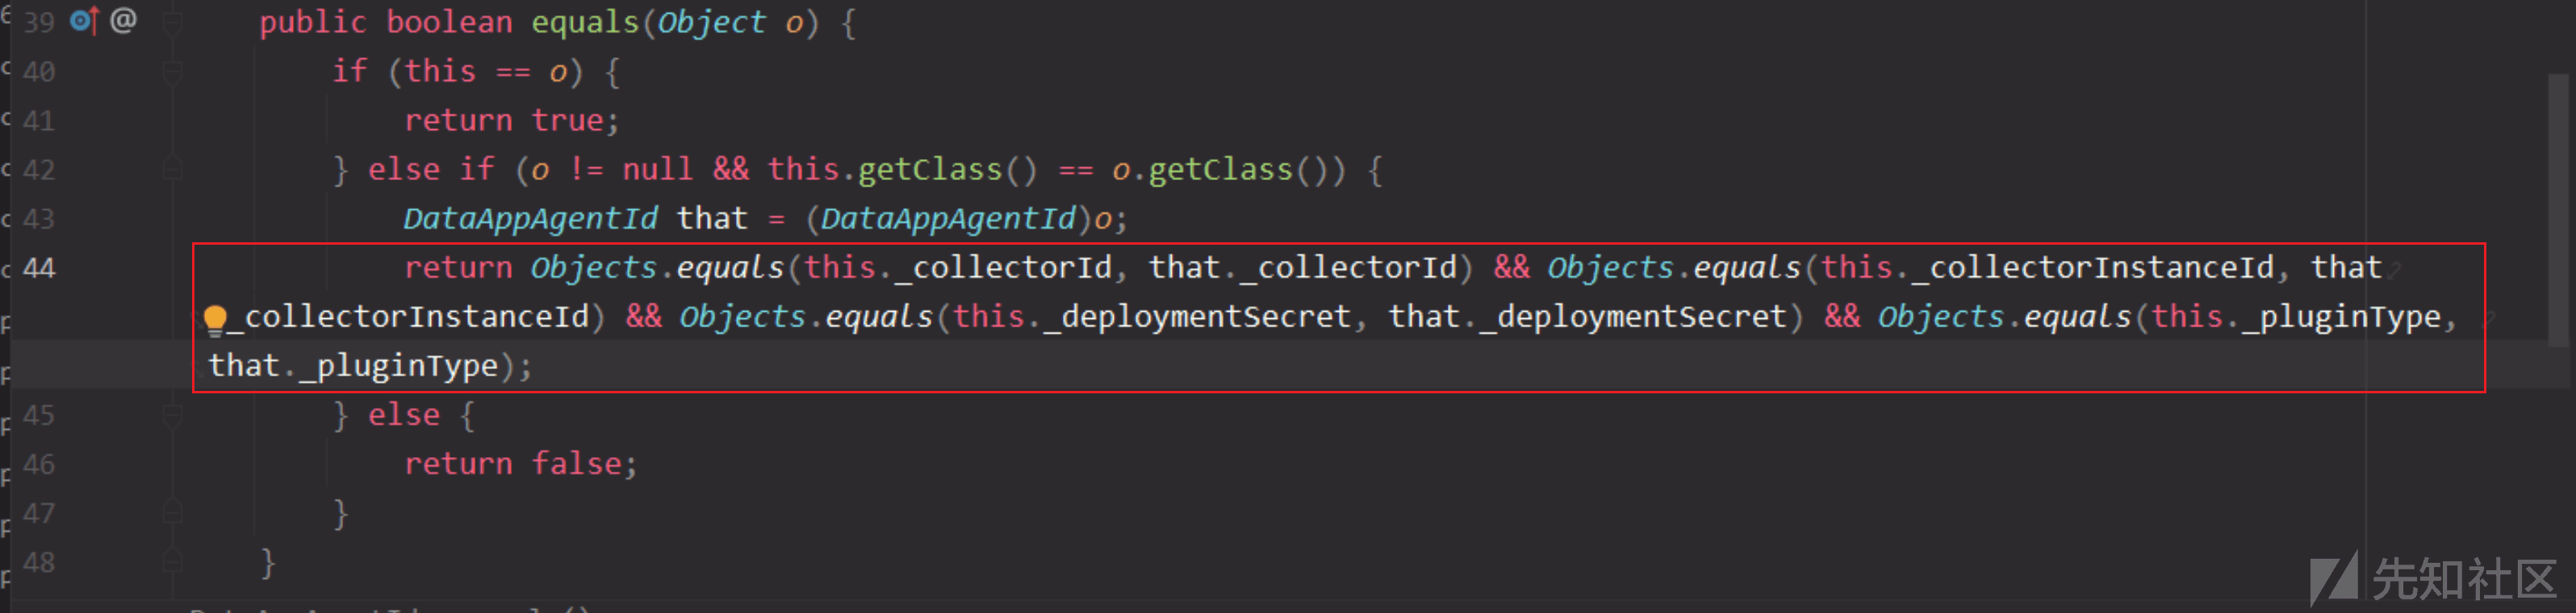 39 @ public boolean equals(Object o) {
40 if (this == o) {
41 return true;
42 } else if (o != null && this.getClass() == o.getClass()) {
43 DataAppAgentId that = (DataAppAgentId)o;
44 return Objects.equals(this._collectorId, that._collectorId) && Objects.equals(this._collectorInstanceId, that
_collectorInstanceId) && Objects.equals(this._deploymentSecret, that._deploymentSecret) && Objects.equals(this._pluginType,
that._pluginType);
45 } else {
46 return false;
47 }
48 }
先知社区